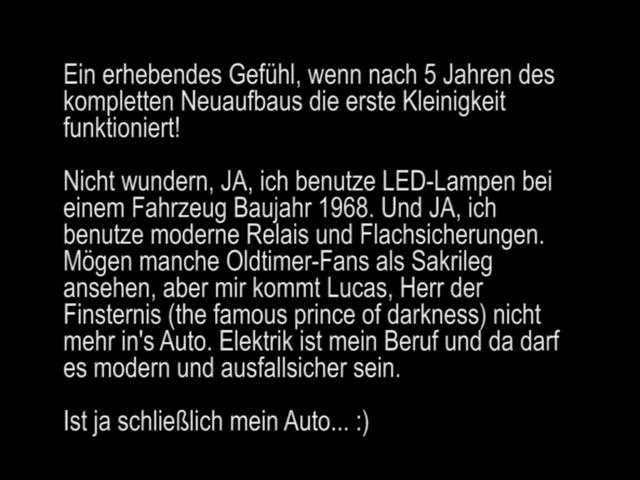 Ein erhebendes Gefühl, wenn nach 5 Jahren des
kompletten Neuaufbaus die erste Kleinigkeit
funktioniert!
Nicht wundern, JA, ich benutze LED-Lampen bei
einem Fahrzeug Baujahr 1968. Und JA, ich
benutze moderne Relais und Flachsicherungen.
Mögen manche Oldtimer-Fans als Sakrileg
ansehen, aber mir kommt Lucas, Herr der
Finsternis (the famous prince of darkness) nicht
mehr in's Auto. Elektrik ist mein Beruf und da darf
es modern und ausfallsicher sein.
Ist ja schließlich mein Auto... :)